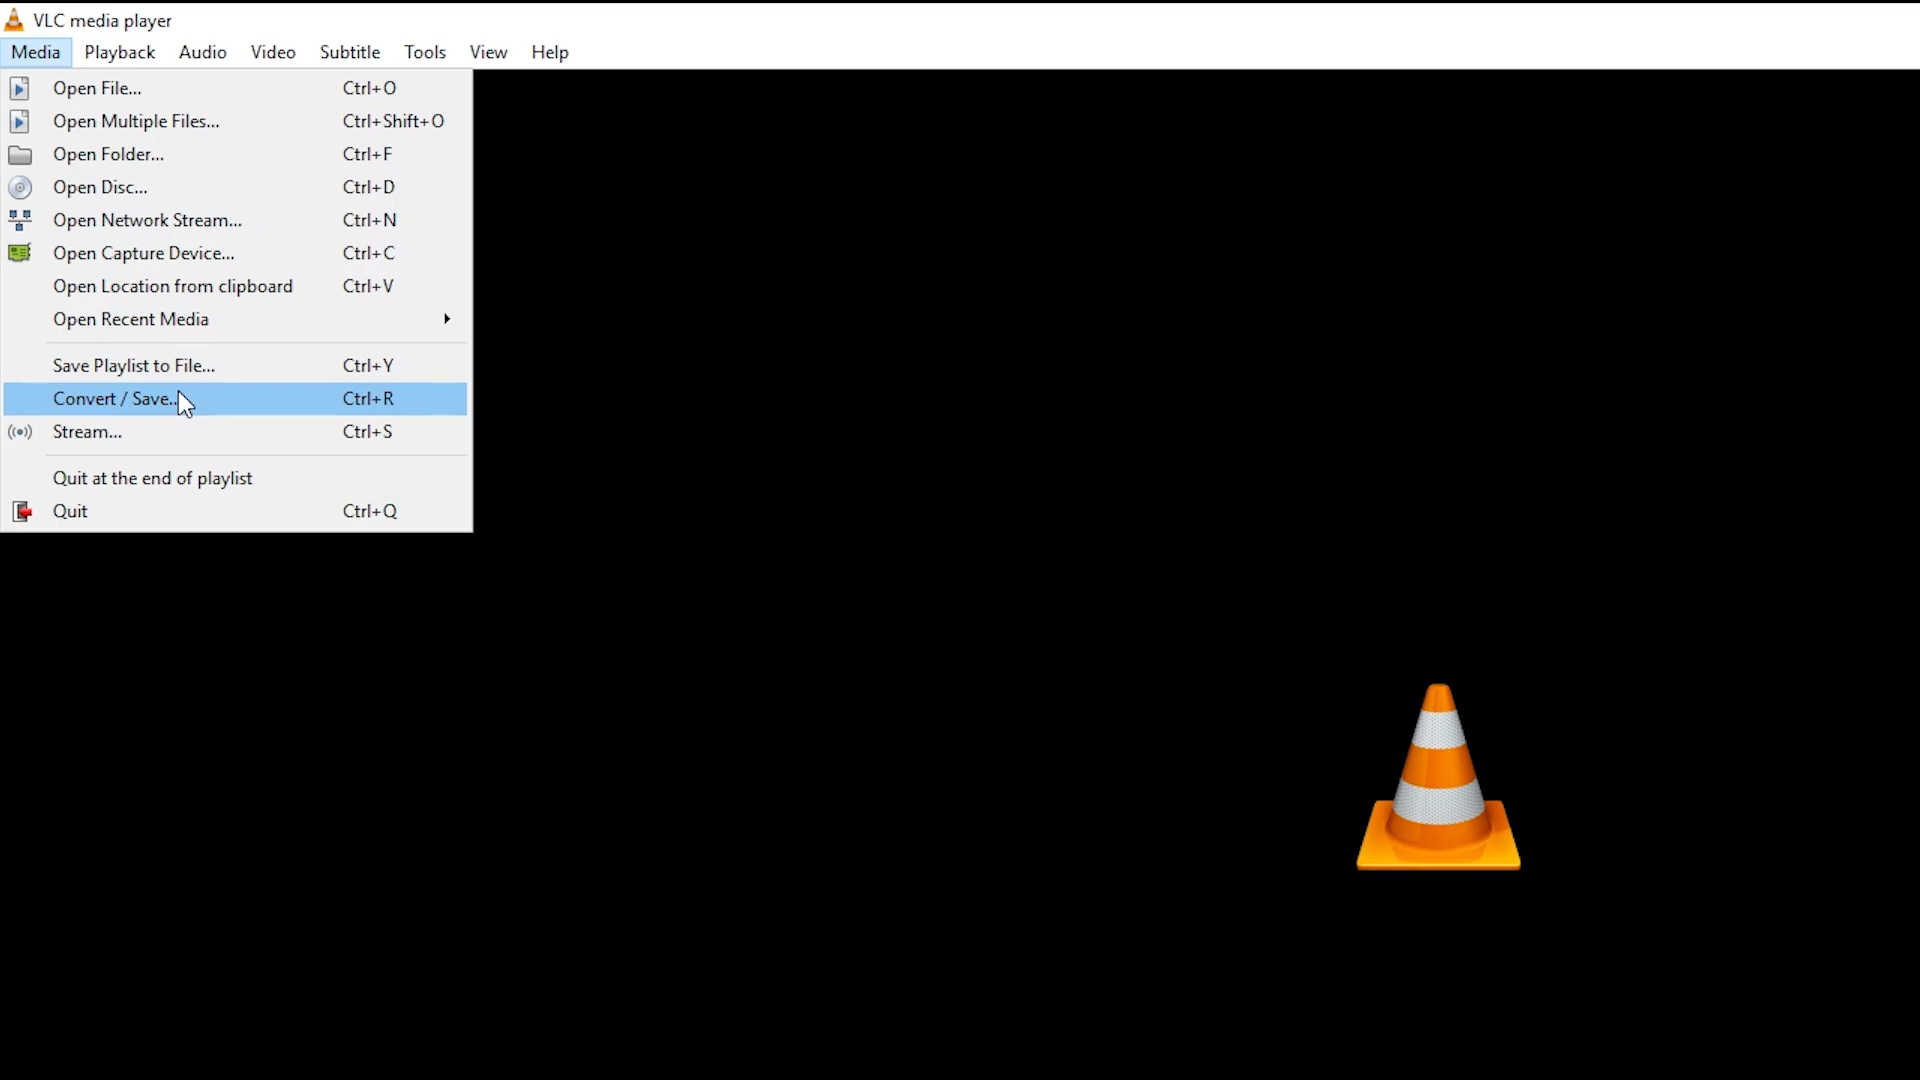 VLC media player
Media Playback Audio Video Subtitle Tools View Help
Open File... Ctrl+O
Open Multiple Files... Ctrl+Shift+O
Open Folder... Ctrl+F
Open Disc... Ctrl+D
Open Network Stream... Ctrl+N
Open Capture Device... Ctrl+C
Open Location from clipboard Ctrl+V
Open Recent Media
Save Playlist to File... Ctrl+Y
Convert / Save... Ctrl+R
Stream... Ctrl+S
Quit at the end of playlist
Quit Ctrl+Q